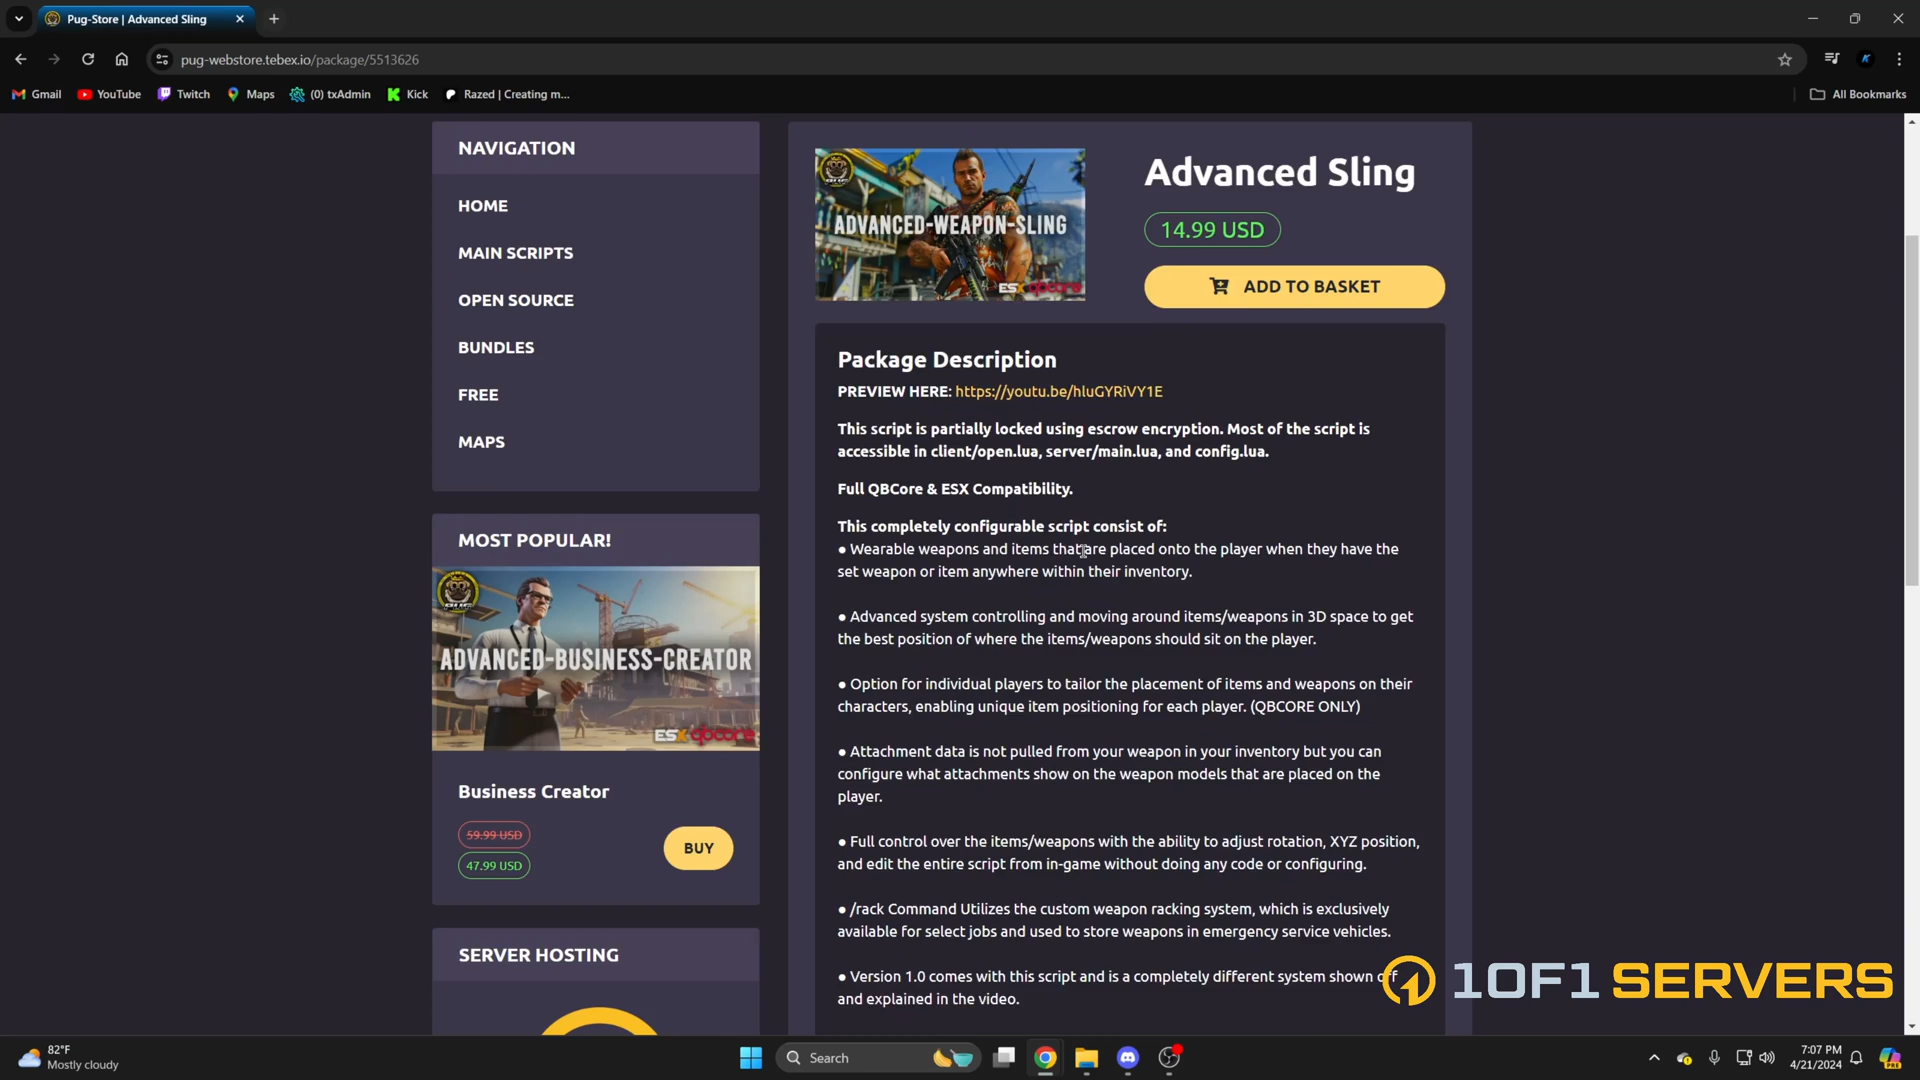 Pug-Store | Advanced Sling
pug-webstore.tebex.io/package/5513626
Gmail YouTube Twitch Maps (0) txAdmin Kick Razed | Creating m... All Bookmarks
NAVIGATION
HOME
MAIN SCRIPTS
OPEN SOURCE
BUNDLES
FREE
MAPS
MOST POPULAR!
ADVANCED-BUSINESS-CREATOR
ESX qbcore
Business Creator
59.99 USD
47.99 USD
BUY
SERVER HOSTING
ADVANCED-WEAPON-SLING
ESX qbcore
Advanced Sling
14.99 USD
ADD TO BASKET
Package Description
PREVIEW HERE: https://youtu.be/hluGYRiVY1E
This script is partially locked using escrow encryption. Most of the script is
accessible in client/open.lua, server/main.lua, and config.lua.
Full QBCore & ESX Compatibility.
This completely configurable script consist of:
● Wearable weapons and items that are placed onto the player when they have the
set weapon or item anywhere within their inventory.
● Advanced system controlling and moving around items/weapons in 3D space to get
the best position of where the items/weapons should sit on the player.
● Option for individual players to tailor the placement of items and weapons on their
characters, enabling unique item positioning for each player. (QBCORE ONLY)
● Attachment data is not pulled from your weapon in your inventory but you can
configure what attachments show on the weapon models that are placed on the
player.
● Full control over the items/weapons with the ability to adjust rotation, XYZ position,
and edit the entire script from in-game without doing any code or configuring.
● /rack Command Utilizes the custom weapon racking system, which is exclusively
available for select jobs and used to store weapons in emergency service vehicles.
● Version 1.0 comes with this script and is a completely different system shown off
and explained in the video.
1OF1 SERVERS
82°F
Mostly cloudy
Search
7:07 PM
4/21/2024